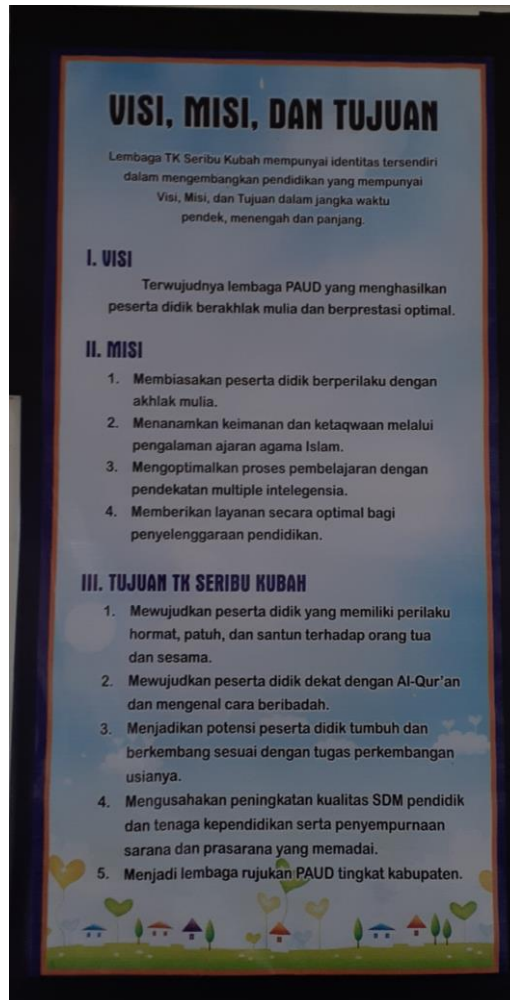 VISI, MISI, DAN TUJUAN
Lembaga TK Seribu Kubah mempunyai identitas tersendiri
dalam mengembangkan pendidikan yang mempunyai
Visi, Misi, dan Tujuan dalam jangka waktu
pendek, menengah dan panjang.
I. VISI
Terwujudnya lembaga PAUD yang menghasilkan
peserta didik berakhlak mulia dan berprestasi optimal.
II. MISI
1. Membiasakan peserta didik berperilaku dengan
akhlak mulia.
2. Menanamkan keimanan dan ketaqwaan melalui
pengalaman ajaran agama Islam.
3. Mengoptimalkan proses pembelajaran dengan
pendekatan multiple intelegensia.
4. Memberikan layanan secara optimal bagi
penyelenggaraan pendidikan.
III. TUJUAN TK SERIBU KUBAH
1. Mewujudkan peserta didik yang memiliki perilaku
hormat, patuh, dan santun terhadap orang tua
dan sesama.
2. Mewujudkan peserta didik dekat dengan Al-Qur'an
dan mengenal cara beribadah.
3. Menjadikan potensi peserta didik tumbuh dan
berkembang sesuai dengan tugas perkembangan
usianya.
4. Mengusahakan peningkatan kualitas SDM pendidik
dan tenaga kependidikan serta penyempurnaan
sarana dan prasarana yang memadai.
5. Menjadi lembaga rujukan PAUD tingkat kabupaten.